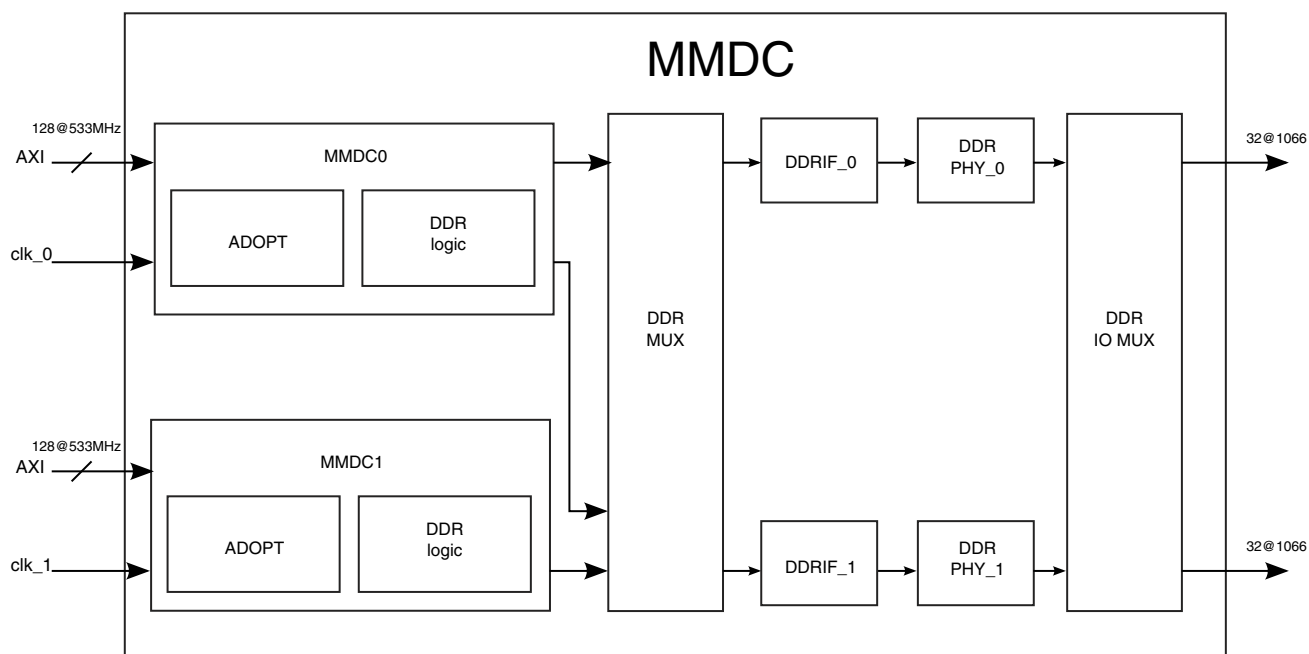 MMDC
128@533MHz
AXI
clk_0
MMDC0
ADOPT
DDR
logic
128@533MHz
AXI
clk_1
MMDC1
ADOPT
DDR
logic
DDR
MUX
DDRIF_0
DDR
PHY_0
DDRIF_1
DDR
PHY_1
DDR
IO MUX
32@1066
32@1066